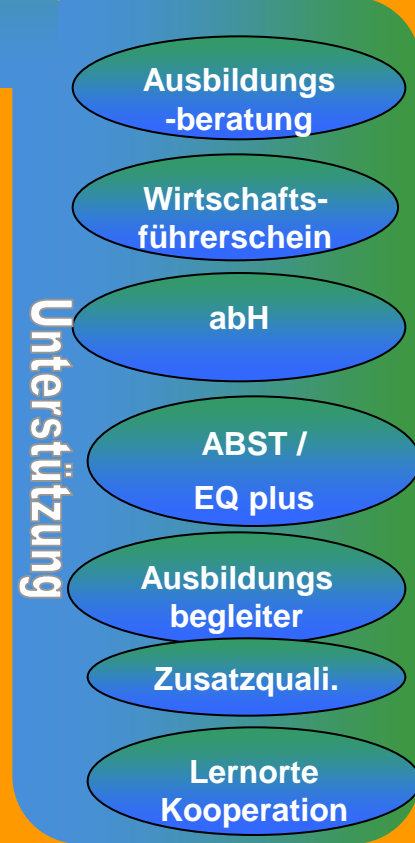 Unterstützung
Ausbildungs
-beratung
Wirtschafts-
führerschein
abH
ABST /
EQ plus
Ausbildungs
begleiter
Zusatzquali.
Lernorte
Kooperation